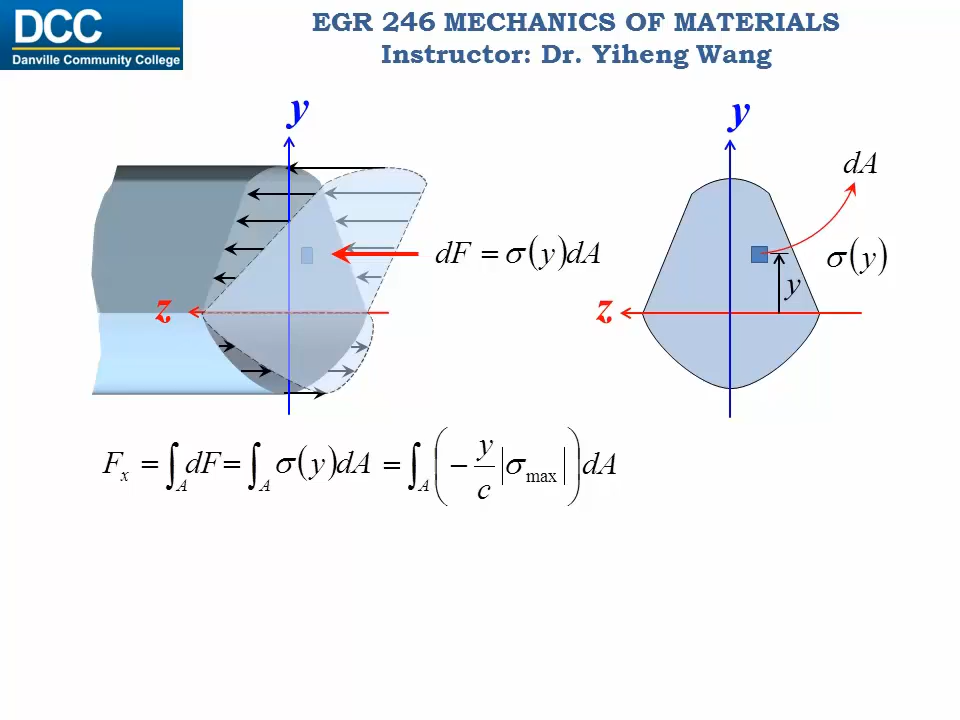 DCC
Danville Community College
EGR 246 MECHANICS OF MATERIALS
Instructor: Dr. Yiheng Wang
y
z
dF = σ(y)dA
y
dA
σ(y)
y
z
F_x = ∫_A dF = ∫_A σ(y)dA = ∫_A (− y/c |σ_max|) dA